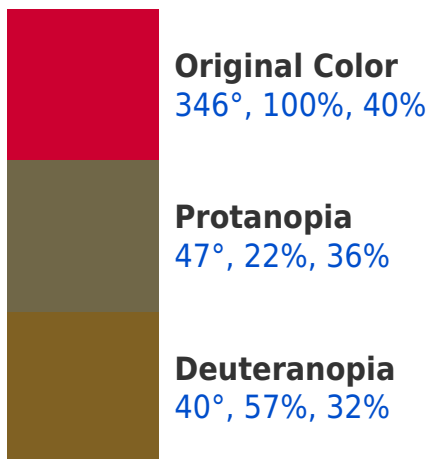 Original Color
346°, 100%, 40%
Protanopia
47°, 22%, 36%
Deuteranopia
40°, 57%, 32%